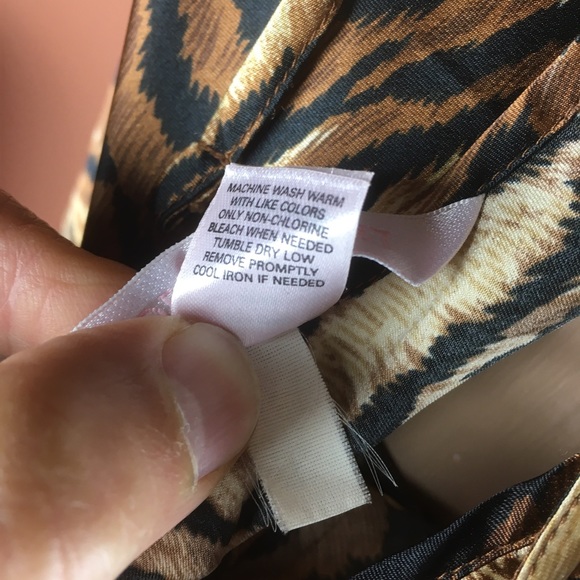 MACHINE WASH WARM
WITH LIKE COLORS
ONLY NON-CHLORINE
BLEACH WHEN NEEDED
TUMBLE DRY LOW
REMOVE PROMPTLY
COOL IRON IF NEEDED